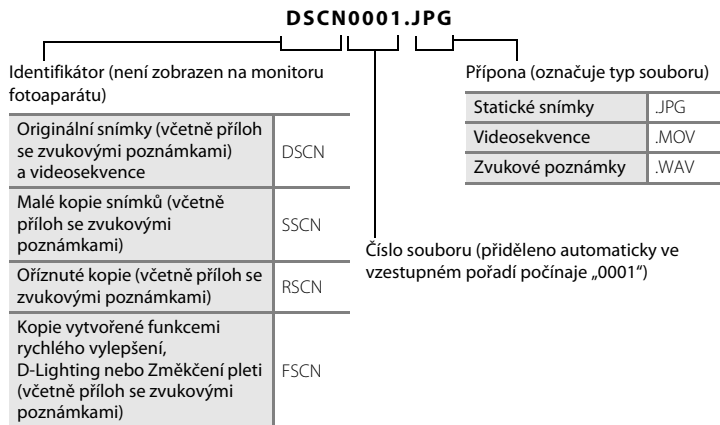 DSCN0001.JPG
Identifikátor (není zobrazen na monitoru
fotoaparátu)
Originální snímky (včetně příloh
se zvukovými poznámkami)
a videosekvence
DSCN
Malé kopie snímků (včetně
příloh se zvukovými
poznámkami)
SSCN
Oříznuté kopie (včetně příloh se
zvukovými poznámkami)
RSCN
Kopie vytvořené funkcemi
rychlého vylepšení,
D-Lighting nebo Změkčení pleti
(včetně příloh se zvukovými
poznámkami)
FSCN
Přípona (označuje typ souboru)
Statické snímky .JPG
Videosekvence .MOV
Zvukové poznámky .WAV
Číslo souboru (přiděleno automaticky ve
vzestupném pořadí počínaje „0001“)